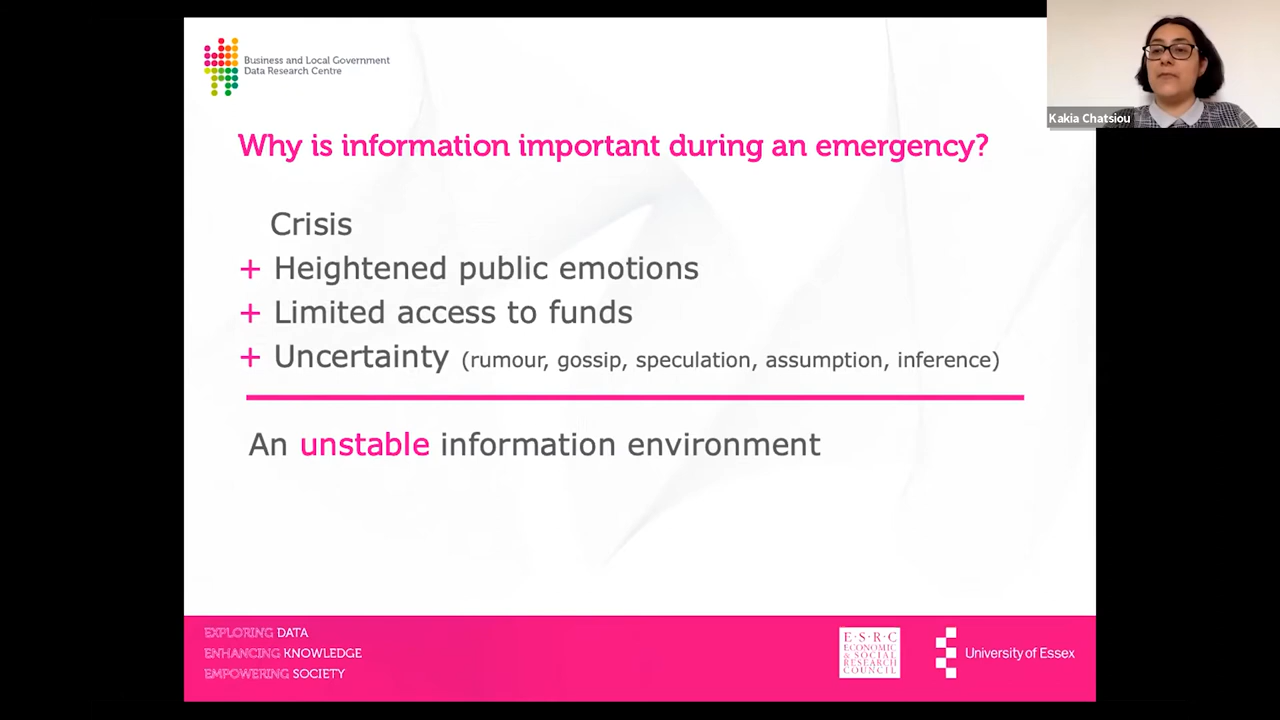 Business and Local Government
Data Research Centre
Kakia Chatsiou
Why is information important during an emergency?
Crisis
+ Heightened public emotions
+ Limited access to funds
+ Uncertainty (rumour, gossip, speculation, assumption, inference)
An unstable information environment
EXPLORING DATA
ENHANCING KNOWLEDGE
EMPOWERING SOCIETY
E·S·R·C
ECONOMIC
& SOCIAL
RESEARCH
COUNCIL
University of Essex